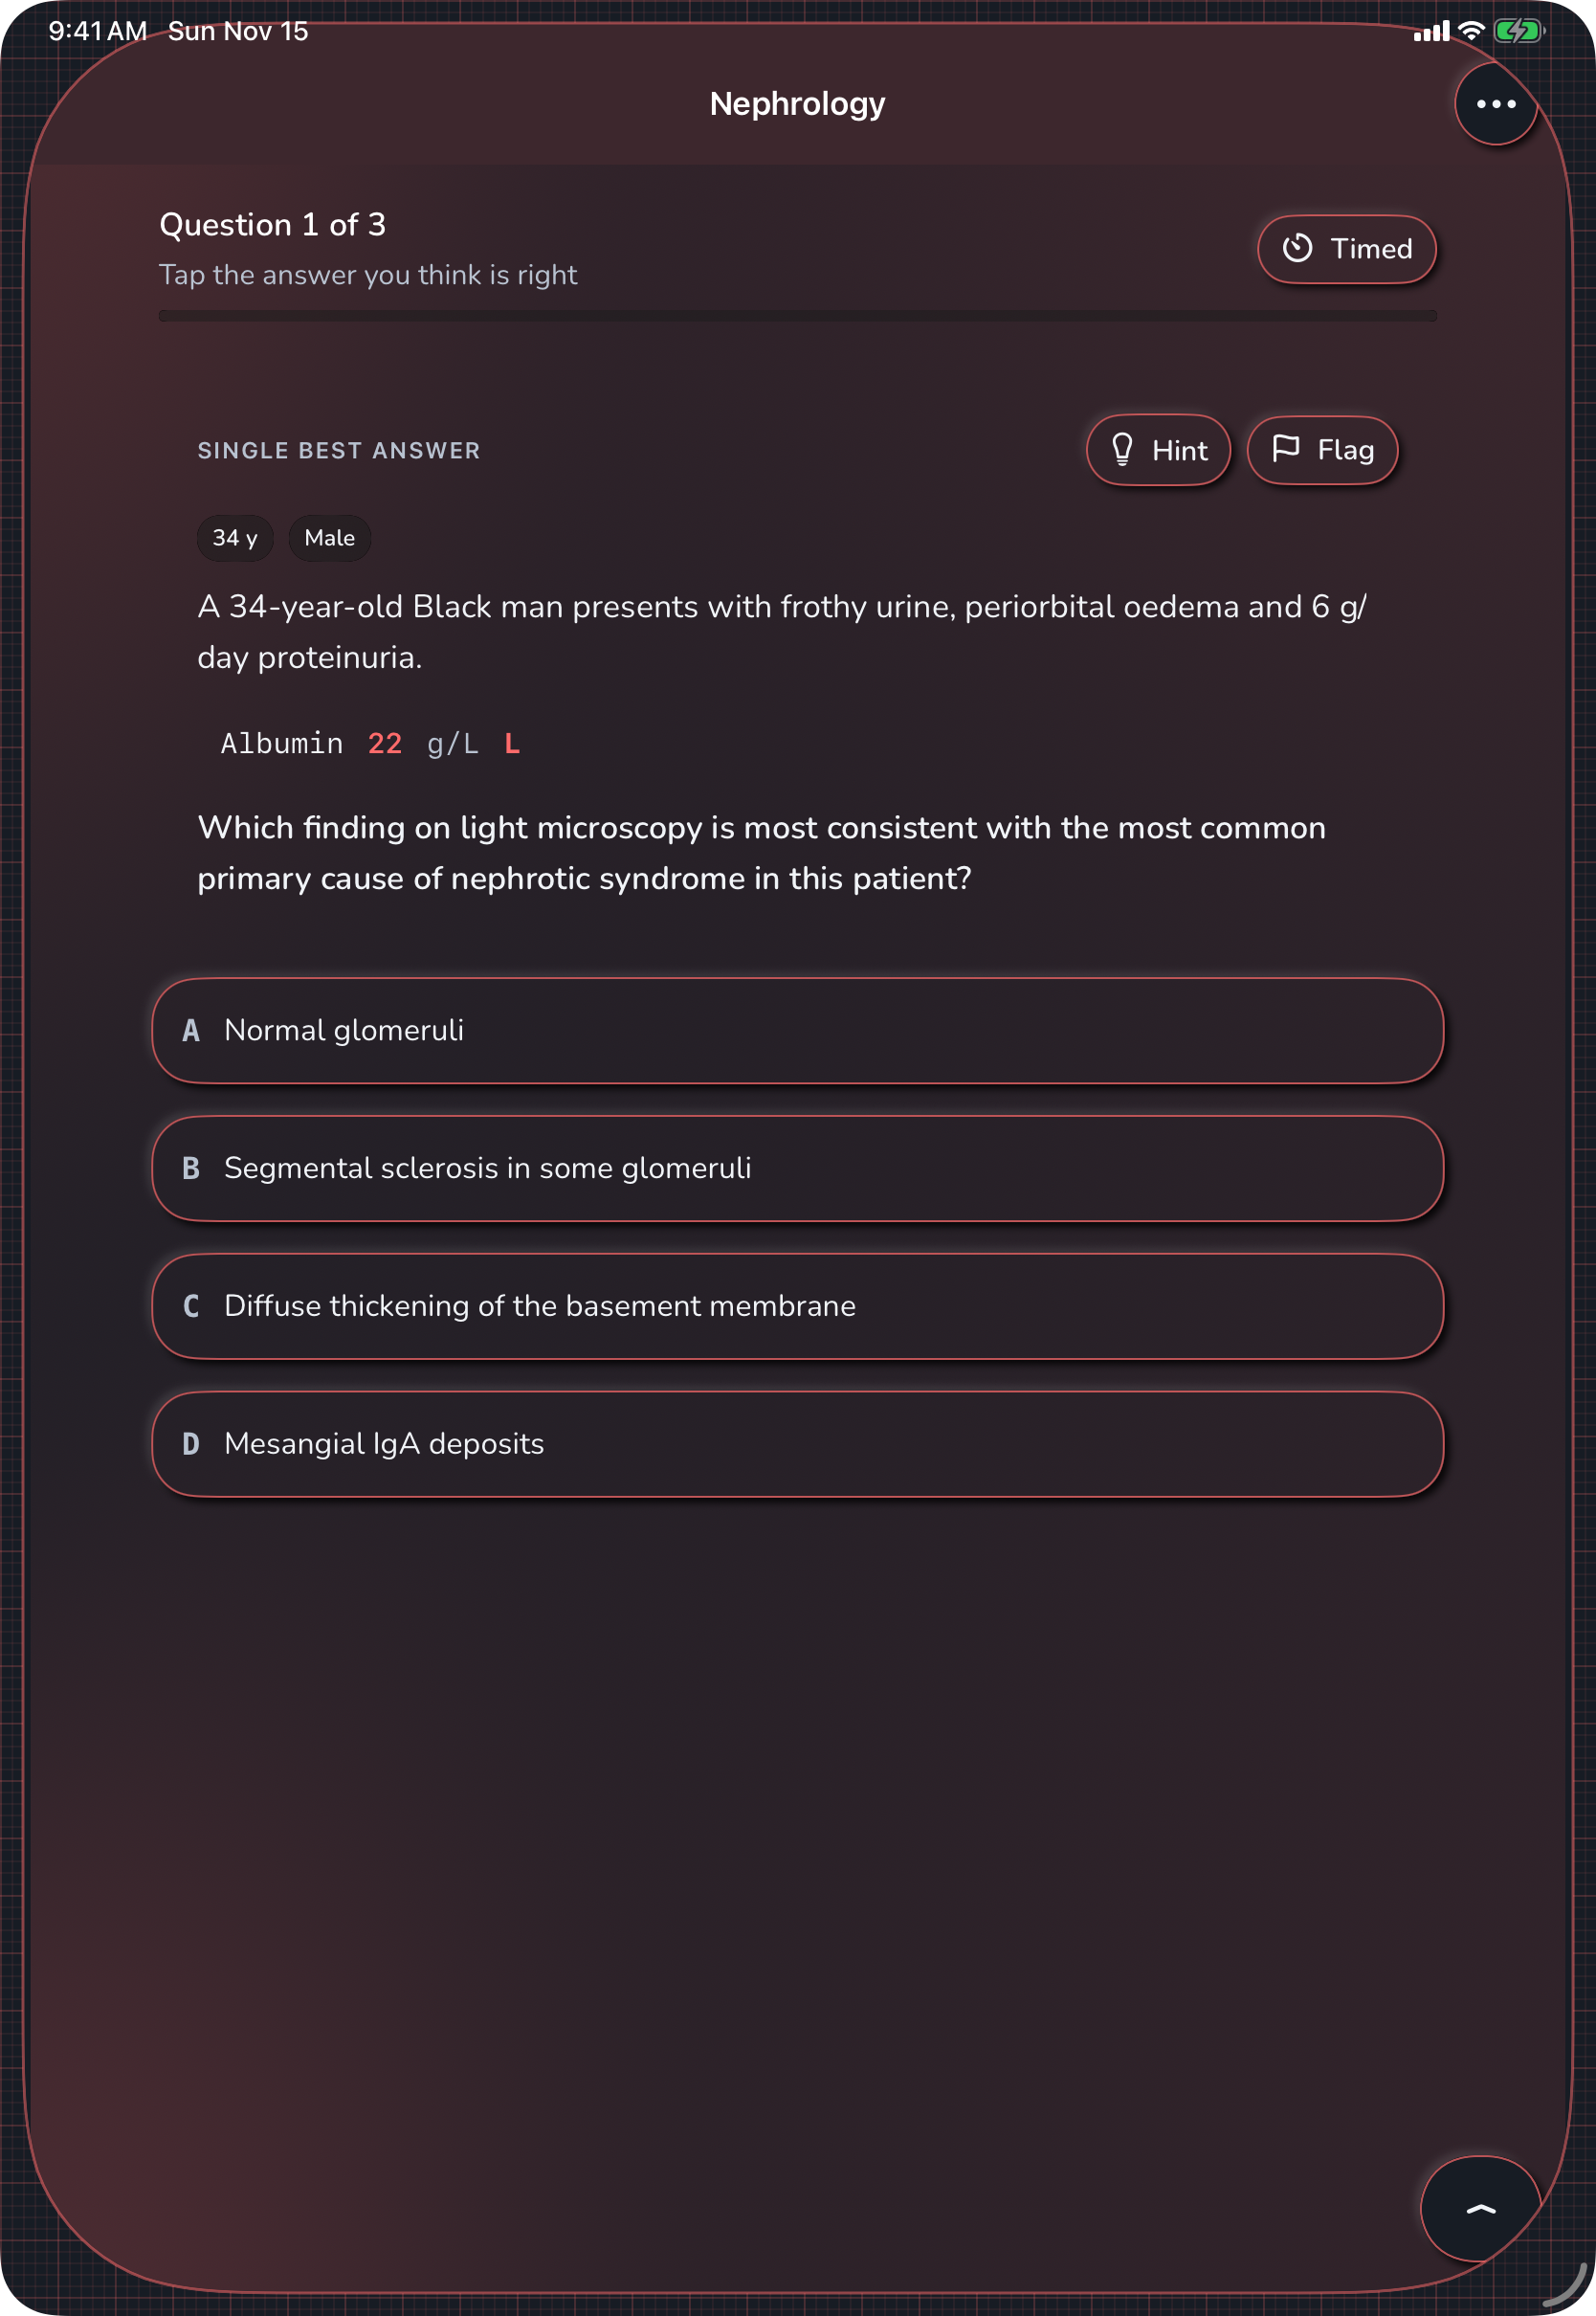 9:41 AM Sun Nov 15
Nephrology
Question 1 of 3
Tap the answer you think is right
Timed
SINGLE BEST ANSWER
Hint
Flag
34 y
Male
A 34-year-old Black man presents with frothy urine, periorbital oedema and 6 g/
day proteinuria.
Albumin 22 g/L L
Which finding on light microscopy is most consistent with the most common
primary cause of nephrotic syndrome in this patient?
A Normal glomeruli
B Segmental sclerosis in some glomeruli
C Diffuse thickening of the basement membrane
D Mesangial IgA deposits